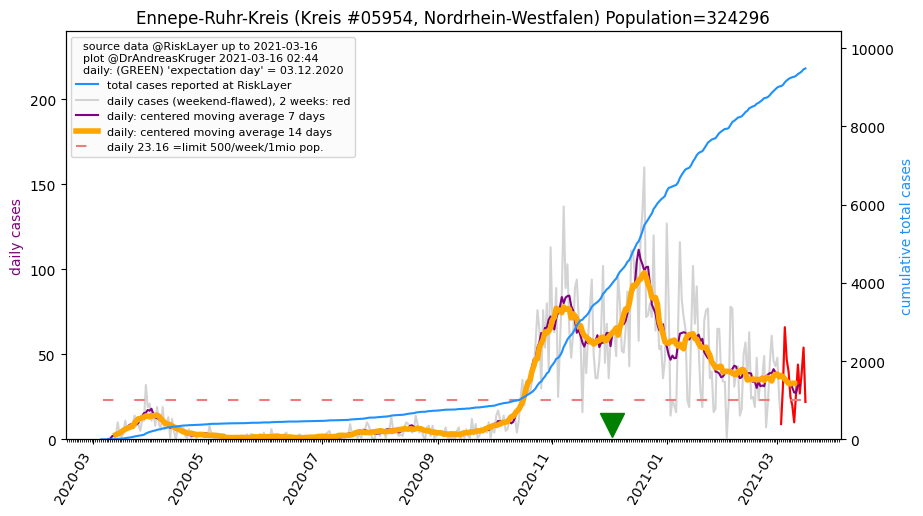 Ennepe-Ruhr-Kreis (Kreis #05954, Nordrhein-Westfalen) Population=324296
source data @RiskLayer up to 2021-03-16
plot @DrAndreasKruger 2021-03-16 02:44
daily: (GREEN) 'expectation day' = 03.12.2020
total cases reported at RiskLayer
daily cases (weekend-flawed), 2 weeks: red
daily: centered moving average 7 days
daily: centered moving average 14 days
daily 23.16 =limit 500/week/1mio pop.
daily cases
200
150
100
50
0
cumulative total cases
10000
8000
6000
4000
2000
0
2020-03
2020-05
2020-07
2020-09
2020-11
2021-01
2021-03